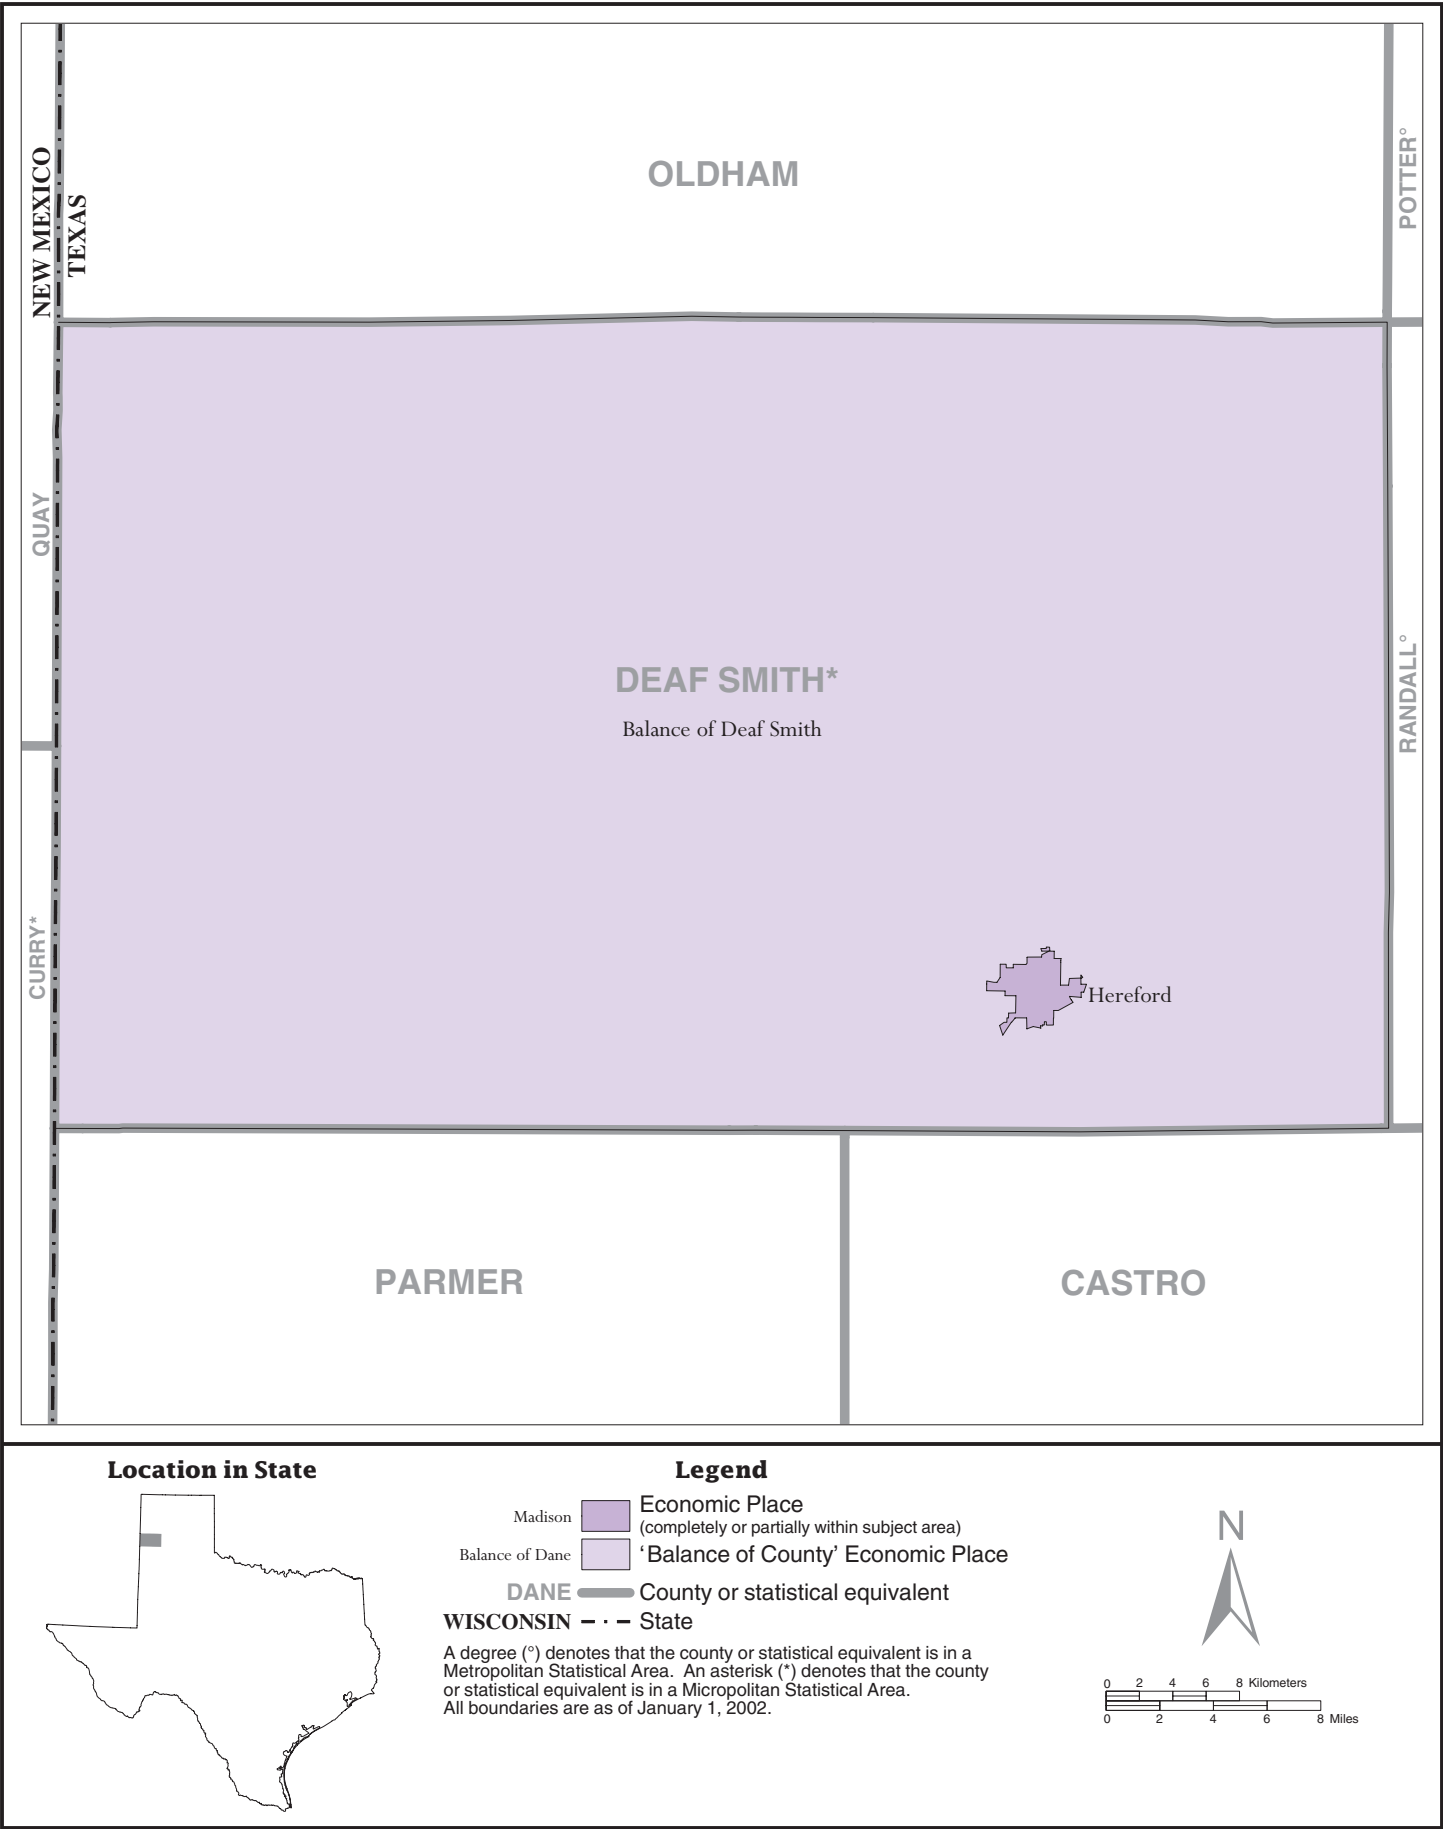 NEW MEXICO
TEXAS
OLDHAM
POTTER°
QUAY
DEAF SMITH*
Balance of Deaf Smith
RANDALL°
CURRY*
Hereford
PARMER
CASTRO
Location in State
Legend
Madison
Economic Place
(completely or partially within subject area)
Balance of Dane
‘Balance of County’ Economic Place
DANE
County or statistical equivalent
WISCONSIN
State
A degree (°) denotes that the county or statistical equivalent is in a
Metropolitan Statistical Area.  An asterisk (*) denotes that the county
or statistical equivalent is in a Micropolitan Statistical Area.
All boundaries are as of January 1, 2002.
N
0 2 4 6 8 Kilometers
0 2 4 6 8 Miles